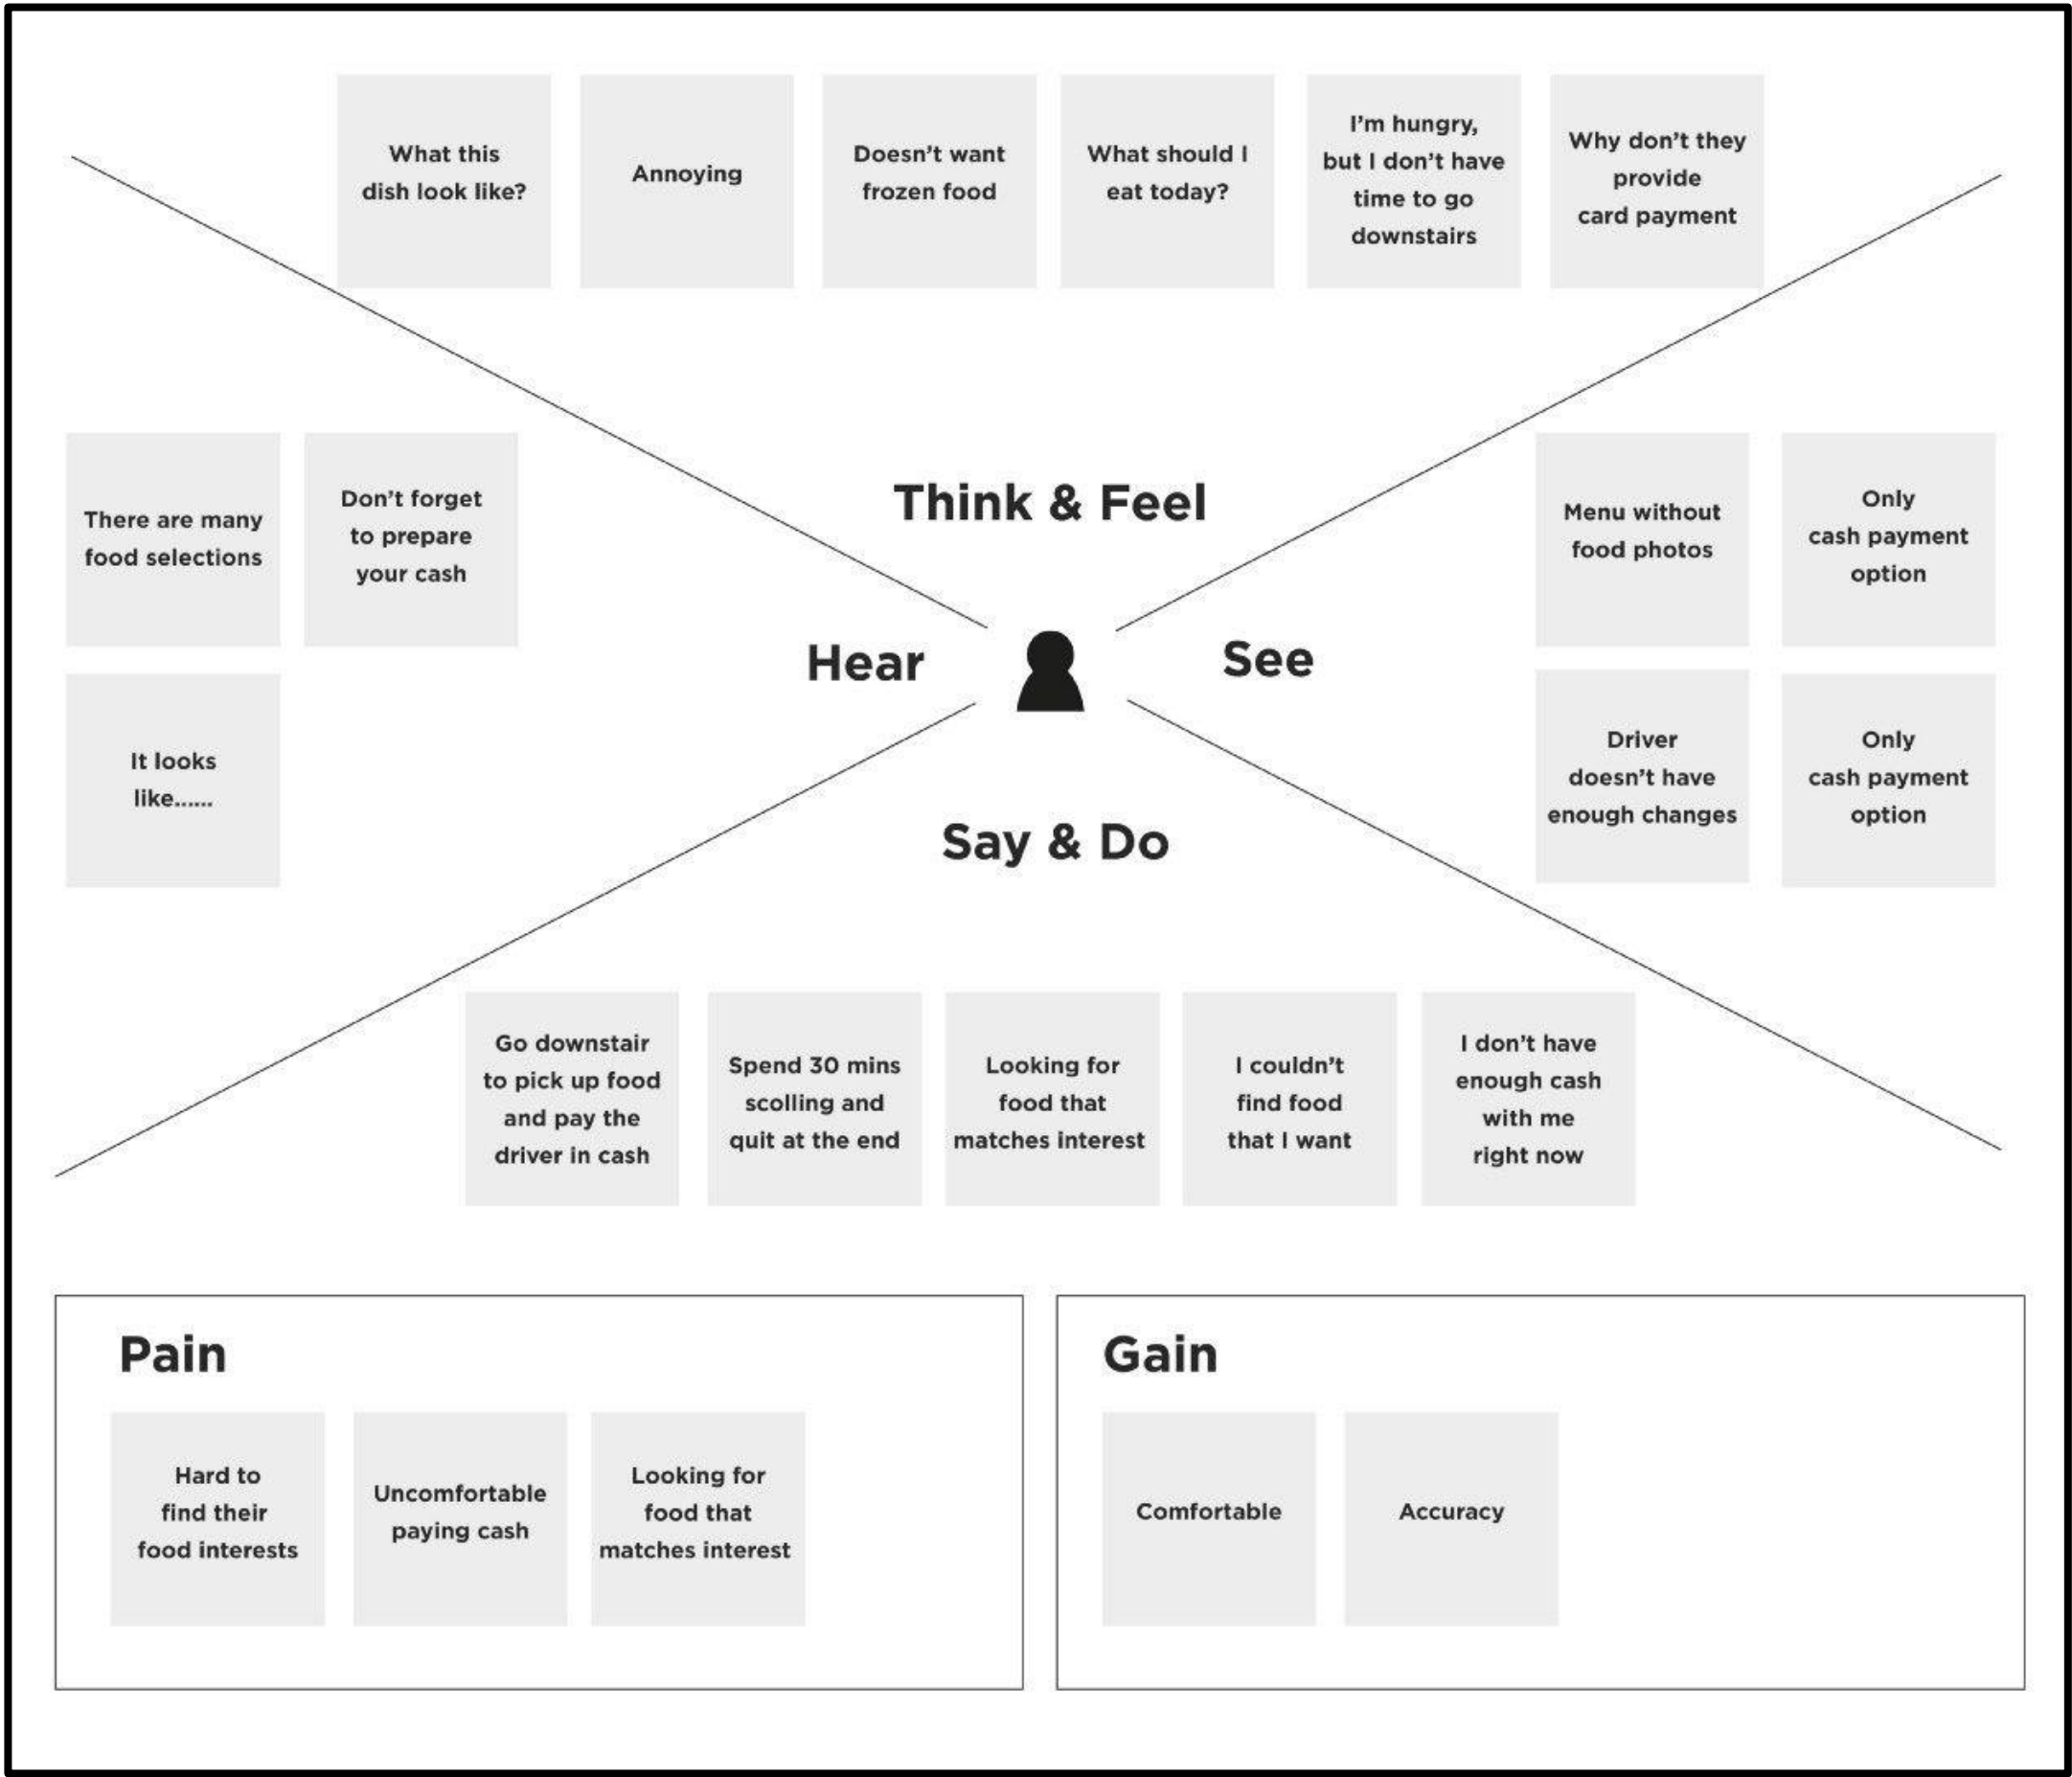 What this
dish look like?
Annoying
Doesn't want
frozen food
What should I
eat today?
I'm hungry,
but I don't have
time to go
downstairs
Why don't they
provide
card payment
Think & Feel
There are many
food selections
Don't forget
to prepare
your cash
It looks
like......
Hear
See
Menu without
food photos
Only
cash payment
option
Driver
doesn't have
enough changes
Only
cash payment
option
Say & Do
Go downstair
to pick up food
and pay the
driver in cash
Spend 30 mins
scolling and
quit at the end
Looking for
food that
matches interest
I couldn't
find food
that I want
I don't have
enough cash
with me
right now
Pain
Hard to
find their
food interests
Uncomfortable
paying cash
Looking for
food that
matches interest
Gain
Comfortable
Accuracy